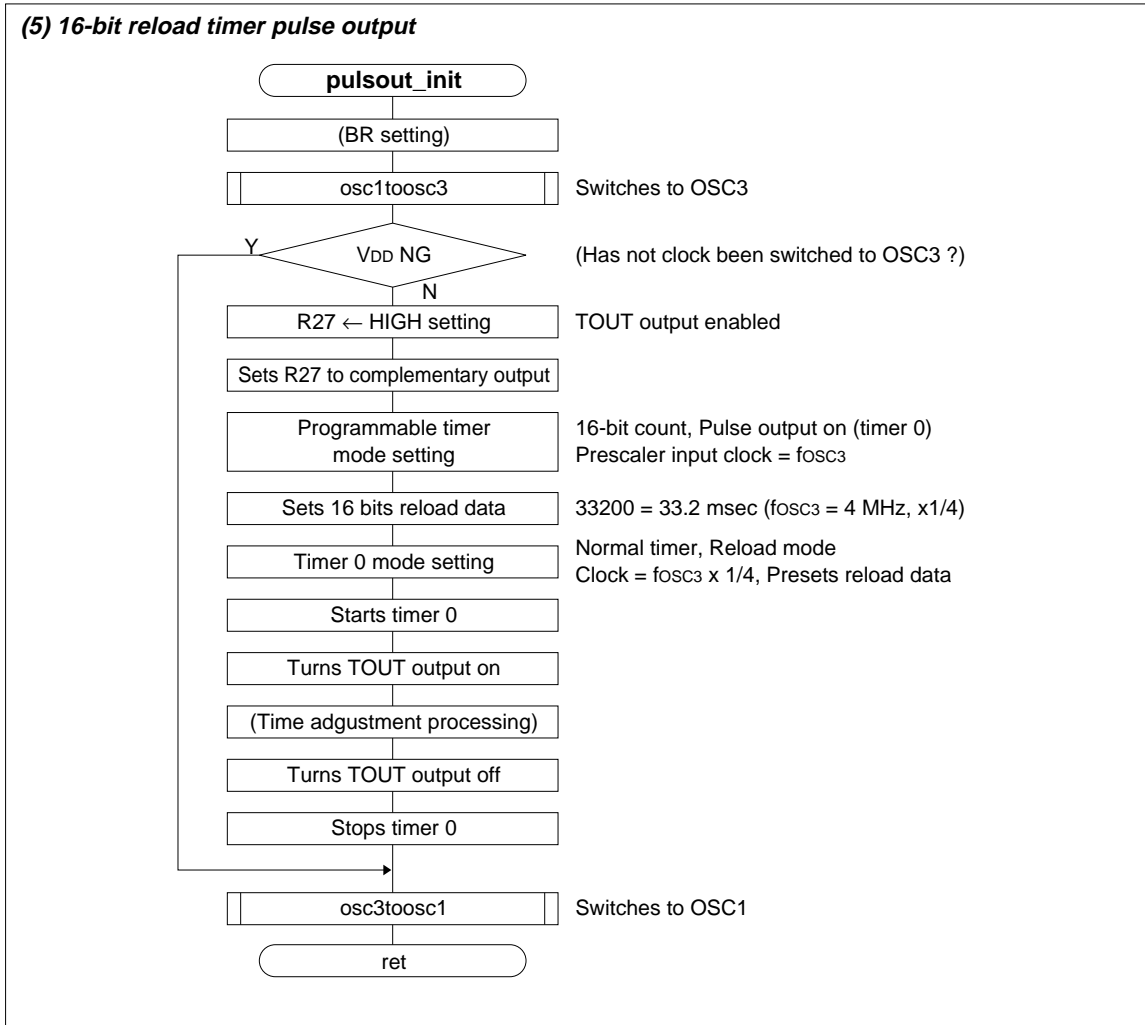 (5) 16-bit reload timer pulse output
pulsout_init
(BR setting)
osc1toosc3
Switches to OSC3
Y
VDD NG
(Has not clock been switched to OSC3 ?)
N
R27 ← HIGH setting
TOUT output enabled
Sets R27 to complementary output
Programmable timer
mode setting
16-bit count, Pulse output on (timer 0)
Prescaler input clock = fOSC3
Sets 16 bits reload data
33200 = 33.2 msec (fOSC3 = 4 MHz, x1/4)
Timer 0 mode setting
Normal timer, Reload mode
Clock = fOSC3 x 1/4, Presets reload data
Starts timer 0
Turns TOUT output on
(Time adgustment processing)
Turns TOUT output off
Stops timer 0
osc3toosc1
Switches to OSC1
ret